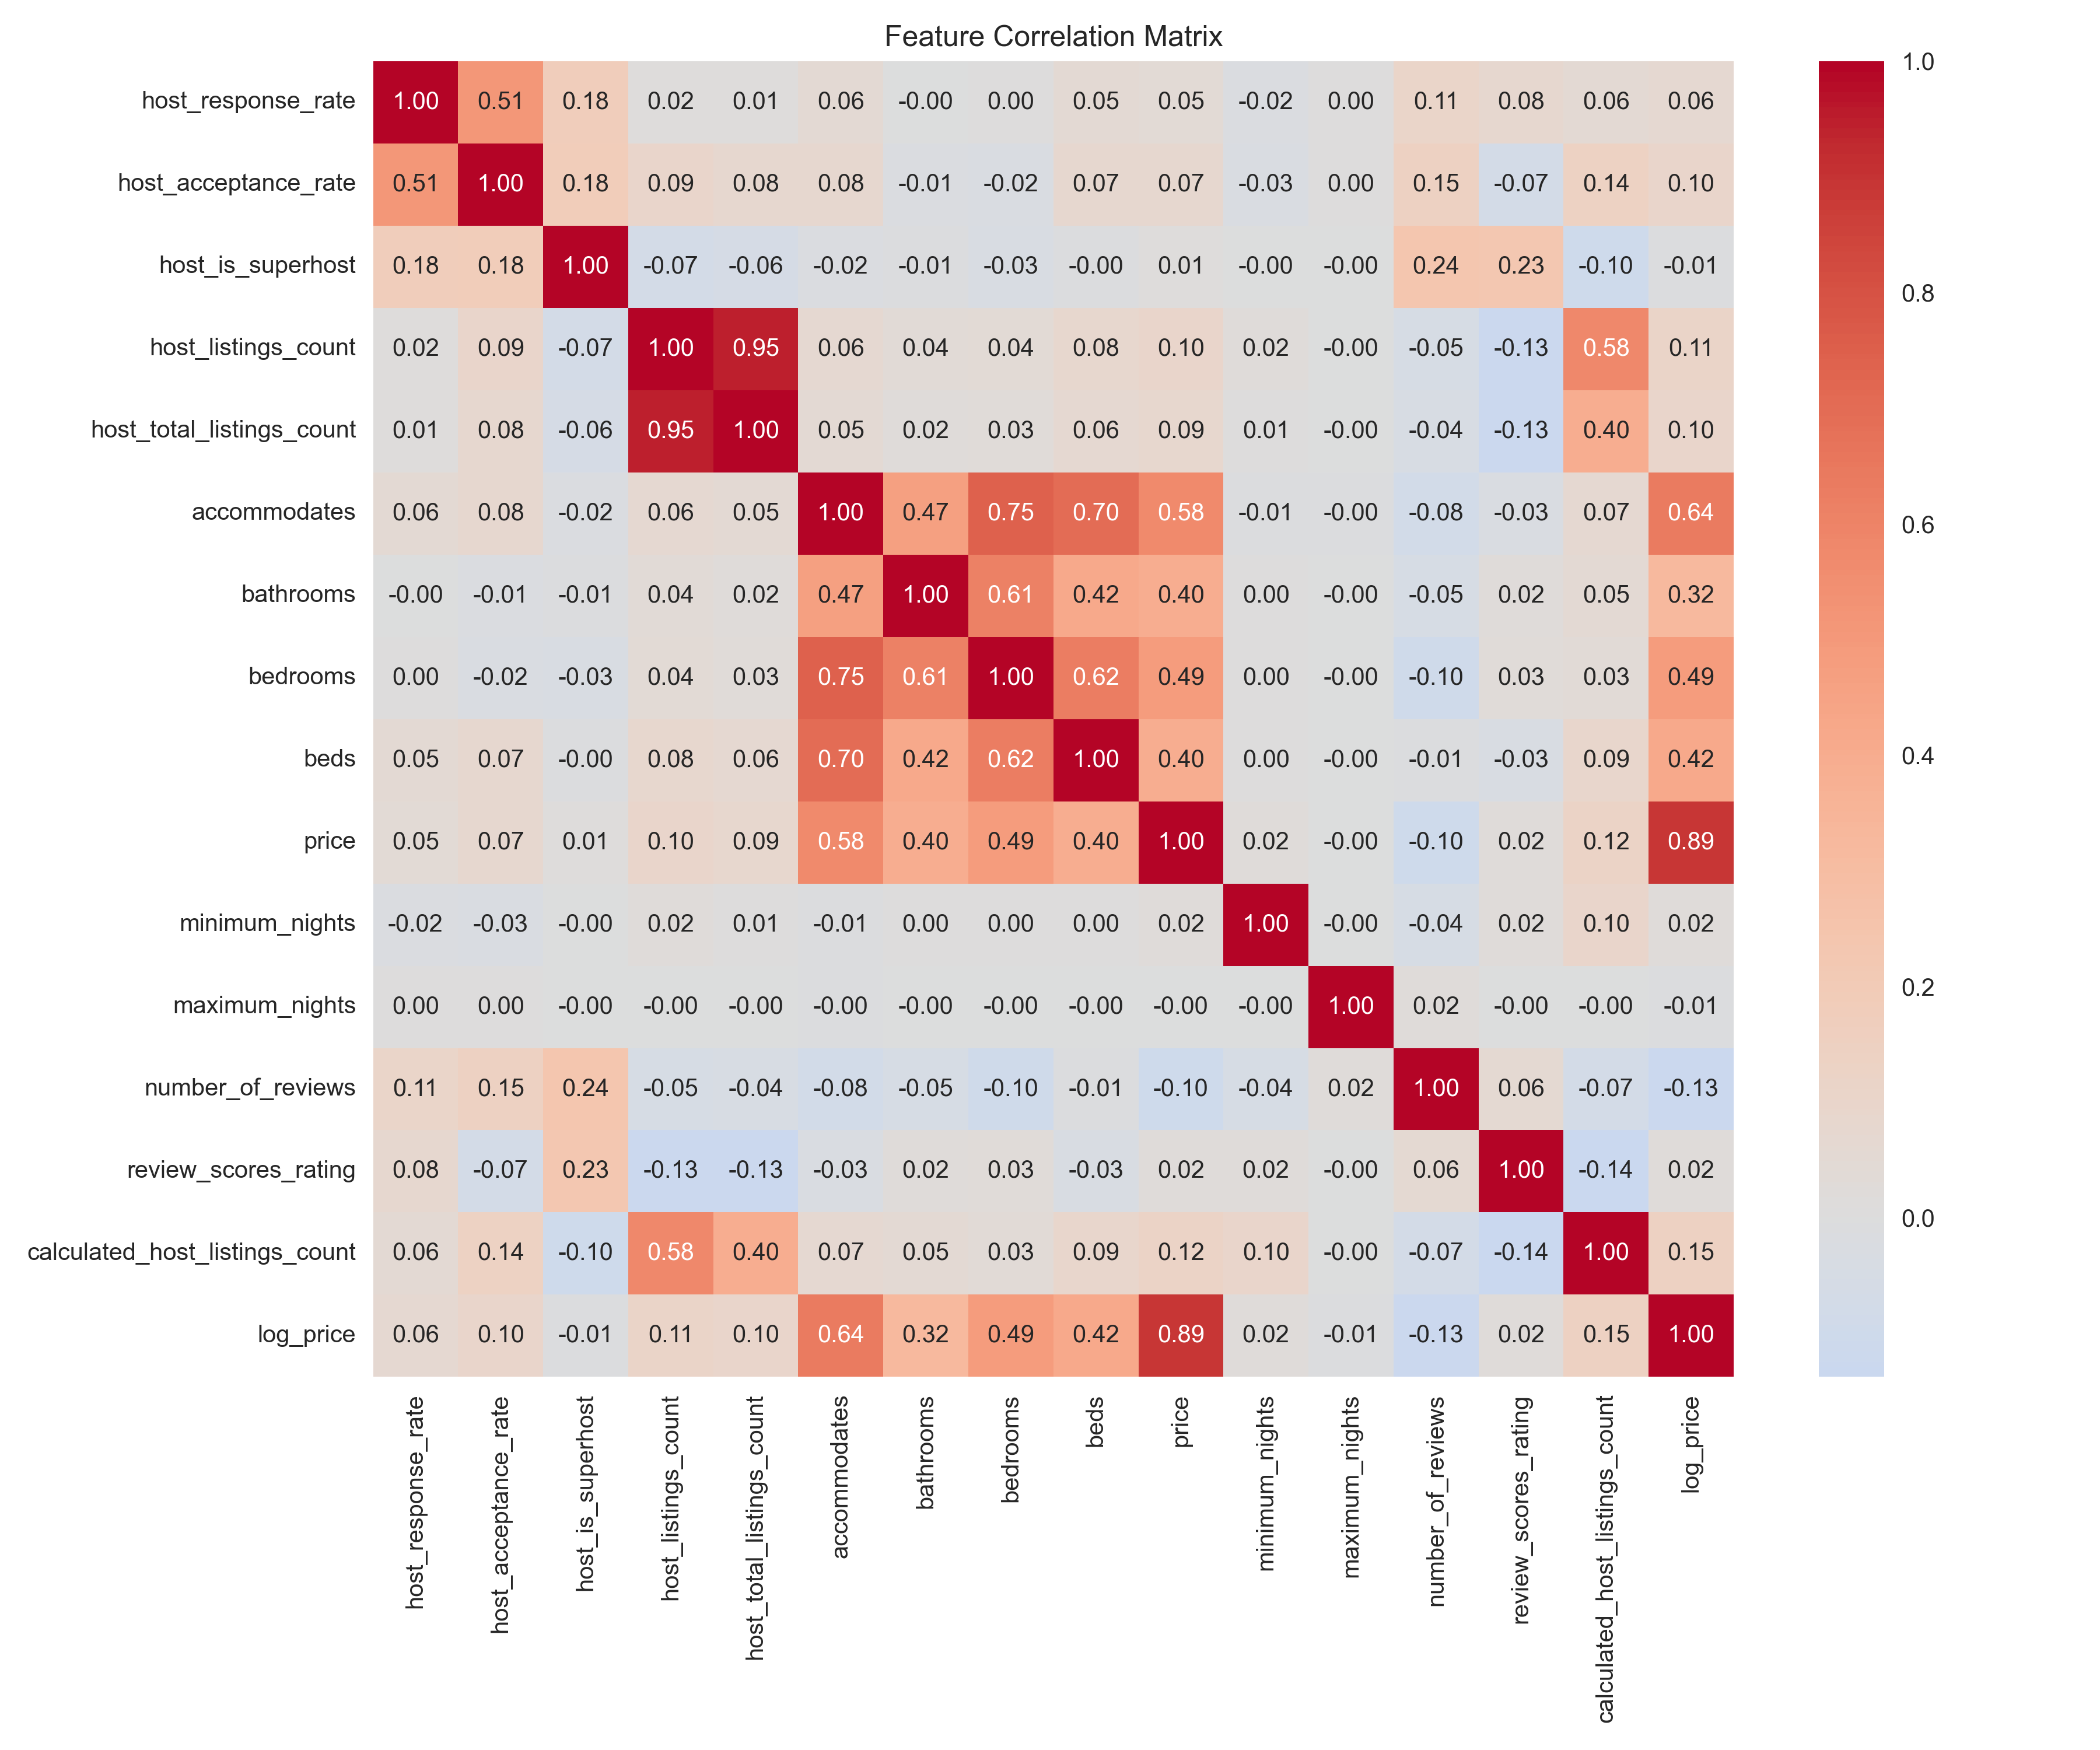 Feature Correlation Matrix
host_response_rate 1.00 0.51 0.18 0.02 0.01 0.06 -0.00 0.00 0.05 0.05 -0.02 0.00 0.11 0.08 0.06 0.06
host_acceptance_rate 0.51 1.00 0.18 0.09 0.08 0.08 -0.01 -0.02 0.07 0.07 -0.03 0.00 0.15 -0.07 0.14 0.10
host_is_superhost 0.18 0.18 1.00 -0.07 -0.06 -0.02 -0.01 -0.03 -0.00 0.01 -0.00 -0.00 0.24 0.23 -0.10 -0.01
host_listings_count 0.02 0.09 -0.07 1.00 0.95 0.06 0.04 0.04 0.08 0.10 0.02 -0.00 -0.05 -0.13 0.58 0.11
host_total_listings_count 0.01 0.08 -0.06 0.95 1.00 0.05 0.02 0.03 0.06 0.09 0.01 -0.00 -0.04 -0.13 0.40 0.10
accommodates 0.06 0.08 -0.02 0.06 0.05 1.00 0.47 0.75 0.70 0.58 -0.01 -0.00 -0.08 -0.03 0.07 0.64
bathrooms -0.00 -0.01 -0.01 0.04 0.02 0.47 1.00 0.61 0.42 0.40 0.00 -0.00 -0.05 0.02 0.05 0.32
bedrooms 0.00 -0.02 -0.03 0.04 0.03 0.75 0.61 1.00 0.62 0.49 0.00 -0.00 -0.10 0.03 0.03 0.49
beds 0.05 0.07 -0.00 0.08 0.06 0.70 0.42 0.62 1.00 0.40 0.00 -0.00 -0.01 -0.03 0.09 0.42
price 0.05 0.07 0.01 0.10 0.09 0.58 0.40 0.49 0.40 1.00 0.02 -0.00 -0.10 0.02 0.12 0.89
minimum_nights -0.02 -0.03 -0.00 0.02 0.01 -0.01 0.00 0.00 0.00 0.02 1.00 -0.00 -0.04 0.02 0.10 0.02
maximum_nights 0.00 0.00 -0.00 -0.00 -0.00 -0.00 -0.00 -0.00 -0.00 -0.00 -0.00 1.00 0.02 -0.00 -0.00 -0.01
number_of_reviews 0.11 0.15 0.24 -0.05 -0.04 -0.08 -0.05 -0.10 -0.01 -0.10 -0.04 0.02 1.00 0.06 -0.07 -0.13
review_scores_rating 0.08 -0.07 0.23 -0.13 -0.13 -0.03 0.02 0.03 -0.03 0.02 0.02 -0.00 0.06 1.00 -0.14 0.02
calculated_host_listings_count 0.06 0.14 -0.10 0.58 0.40 0.07 0.05 0.03 0.09 0.12 0.10 -0.00 -0.07 -0.14 1.00 0.15
log_price 0.06 0.10 -0.01 0.11 0.10 0.64 0.32 0.49 0.42 0.89 0.02 -0.01 -0.13 0.02 0.15 1.00
host_response_rate
host_acceptance_rate
host_is_superhost
host_listings_count
host_total_listings_count
accommodates
bathrooms
bedrooms
beds
price
minimum_nights
maximum_nights
number_of_reviews
review_scores_rating
calculated_host_listings_count
log_price
1.0
0.8
0.6
0.4
0.2
0.0